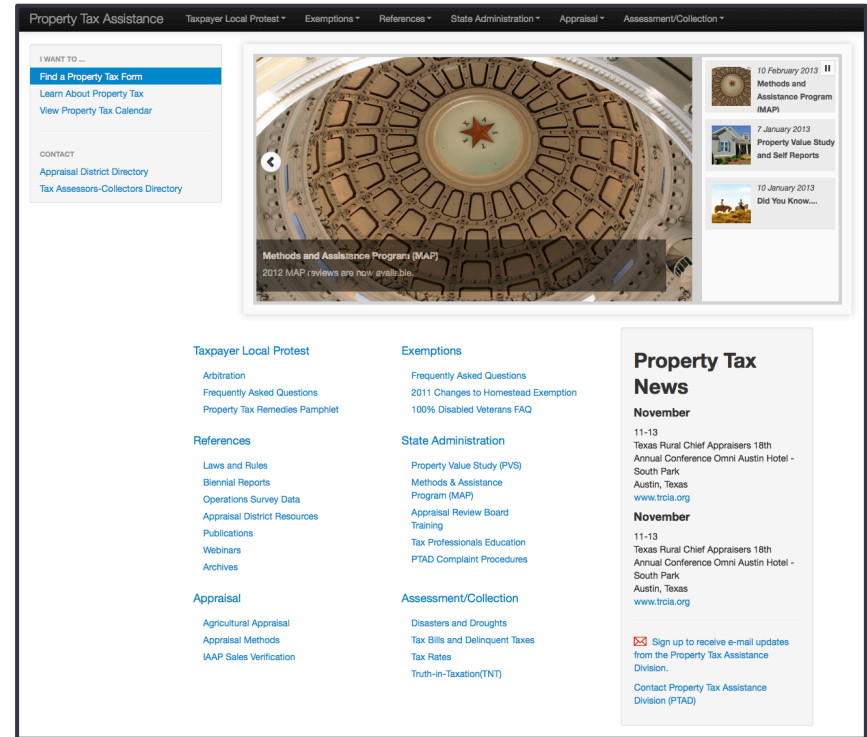 Property Tax Assistance Taxpayer Local Protest Exemptions References State Administration Appraisal Assessment/Collection
I WANT TO ...
Find a Property Tax Form
Learn About Property Tax
View Property Tax Calendar
CONTACT
Appraisal District Directory
Tax Assessors-Collectors Directory
Methods and Assistance Program (MAP)
2012 MAP reviews are now available.
10 February 2013
Methods and
Assistance Program
(MAP)
7 January 2013
Property Value Study
and Self Reports
10 January 2013
Did You Know....
Taxpayer Local Protest
Arbitration
Frequently Asked Questions
Property Tax Remedies Pamphlet
References
Laws and Rules
Biennial Reports
Operations Survey Data
Appraisal District Resources
Publications
Webinars
Archives
Appraisal
Agricultural Appraisal
Appraisal Methods
IAAP Sales Verification
Exemptions
Frequently Asked Questions
2011 Changes to Homestead Exemption
100% Disabled Veterans FAQ
State Administration
Property Value Study (PVS)
Methods & Assistance
Program (MAP)
Appraisal Review Board
Training
Tax Professionals Education
PTAD Complaint Procedures
Assessment/Collection
Disasters and Droughts
Tax Bills and Delinquent Taxes
Tax Rates
Truth-in-Taxation(TNT)
Property Tax
News
November
11-13
Texas Rural Chief Appraisers 18th
Annual Conference Omni Austin Hotel -
South Park
Austin, Texas
www.trcia.org
November
11-13
Texas Rural Chief Appraisers 18th
Annual Conference Omni Austin Hotel -
South Park
Austin, Texas
www.trcia.org
Sign up to receive e-mail updates
from the Property Tax Assistance
Division.
Contact Property Tax Assistance
Division (PTAD)